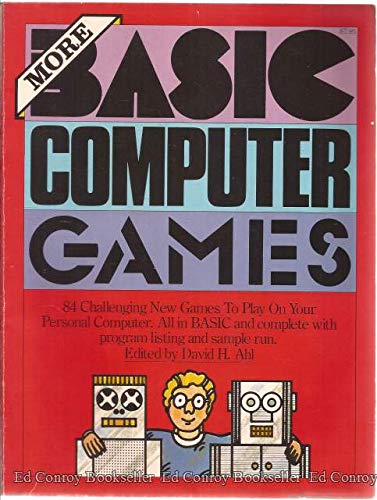 MORE
BASIC
COMPUTER
GAMES
84 Challenging New Games To Play On Your
Personal Computer. All in BASIC and complete with
program listing and sample run.
Edited by David H. Ahl
Ed Conroy Bookseller Ed Conroy Bookseller Ed Conroy